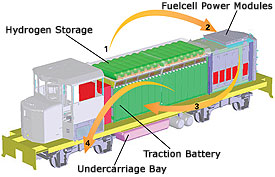 Fuelcell Power Modules
Hydrogen Storage
1
2
3
4
Traction Battery
Undercarriage Bay